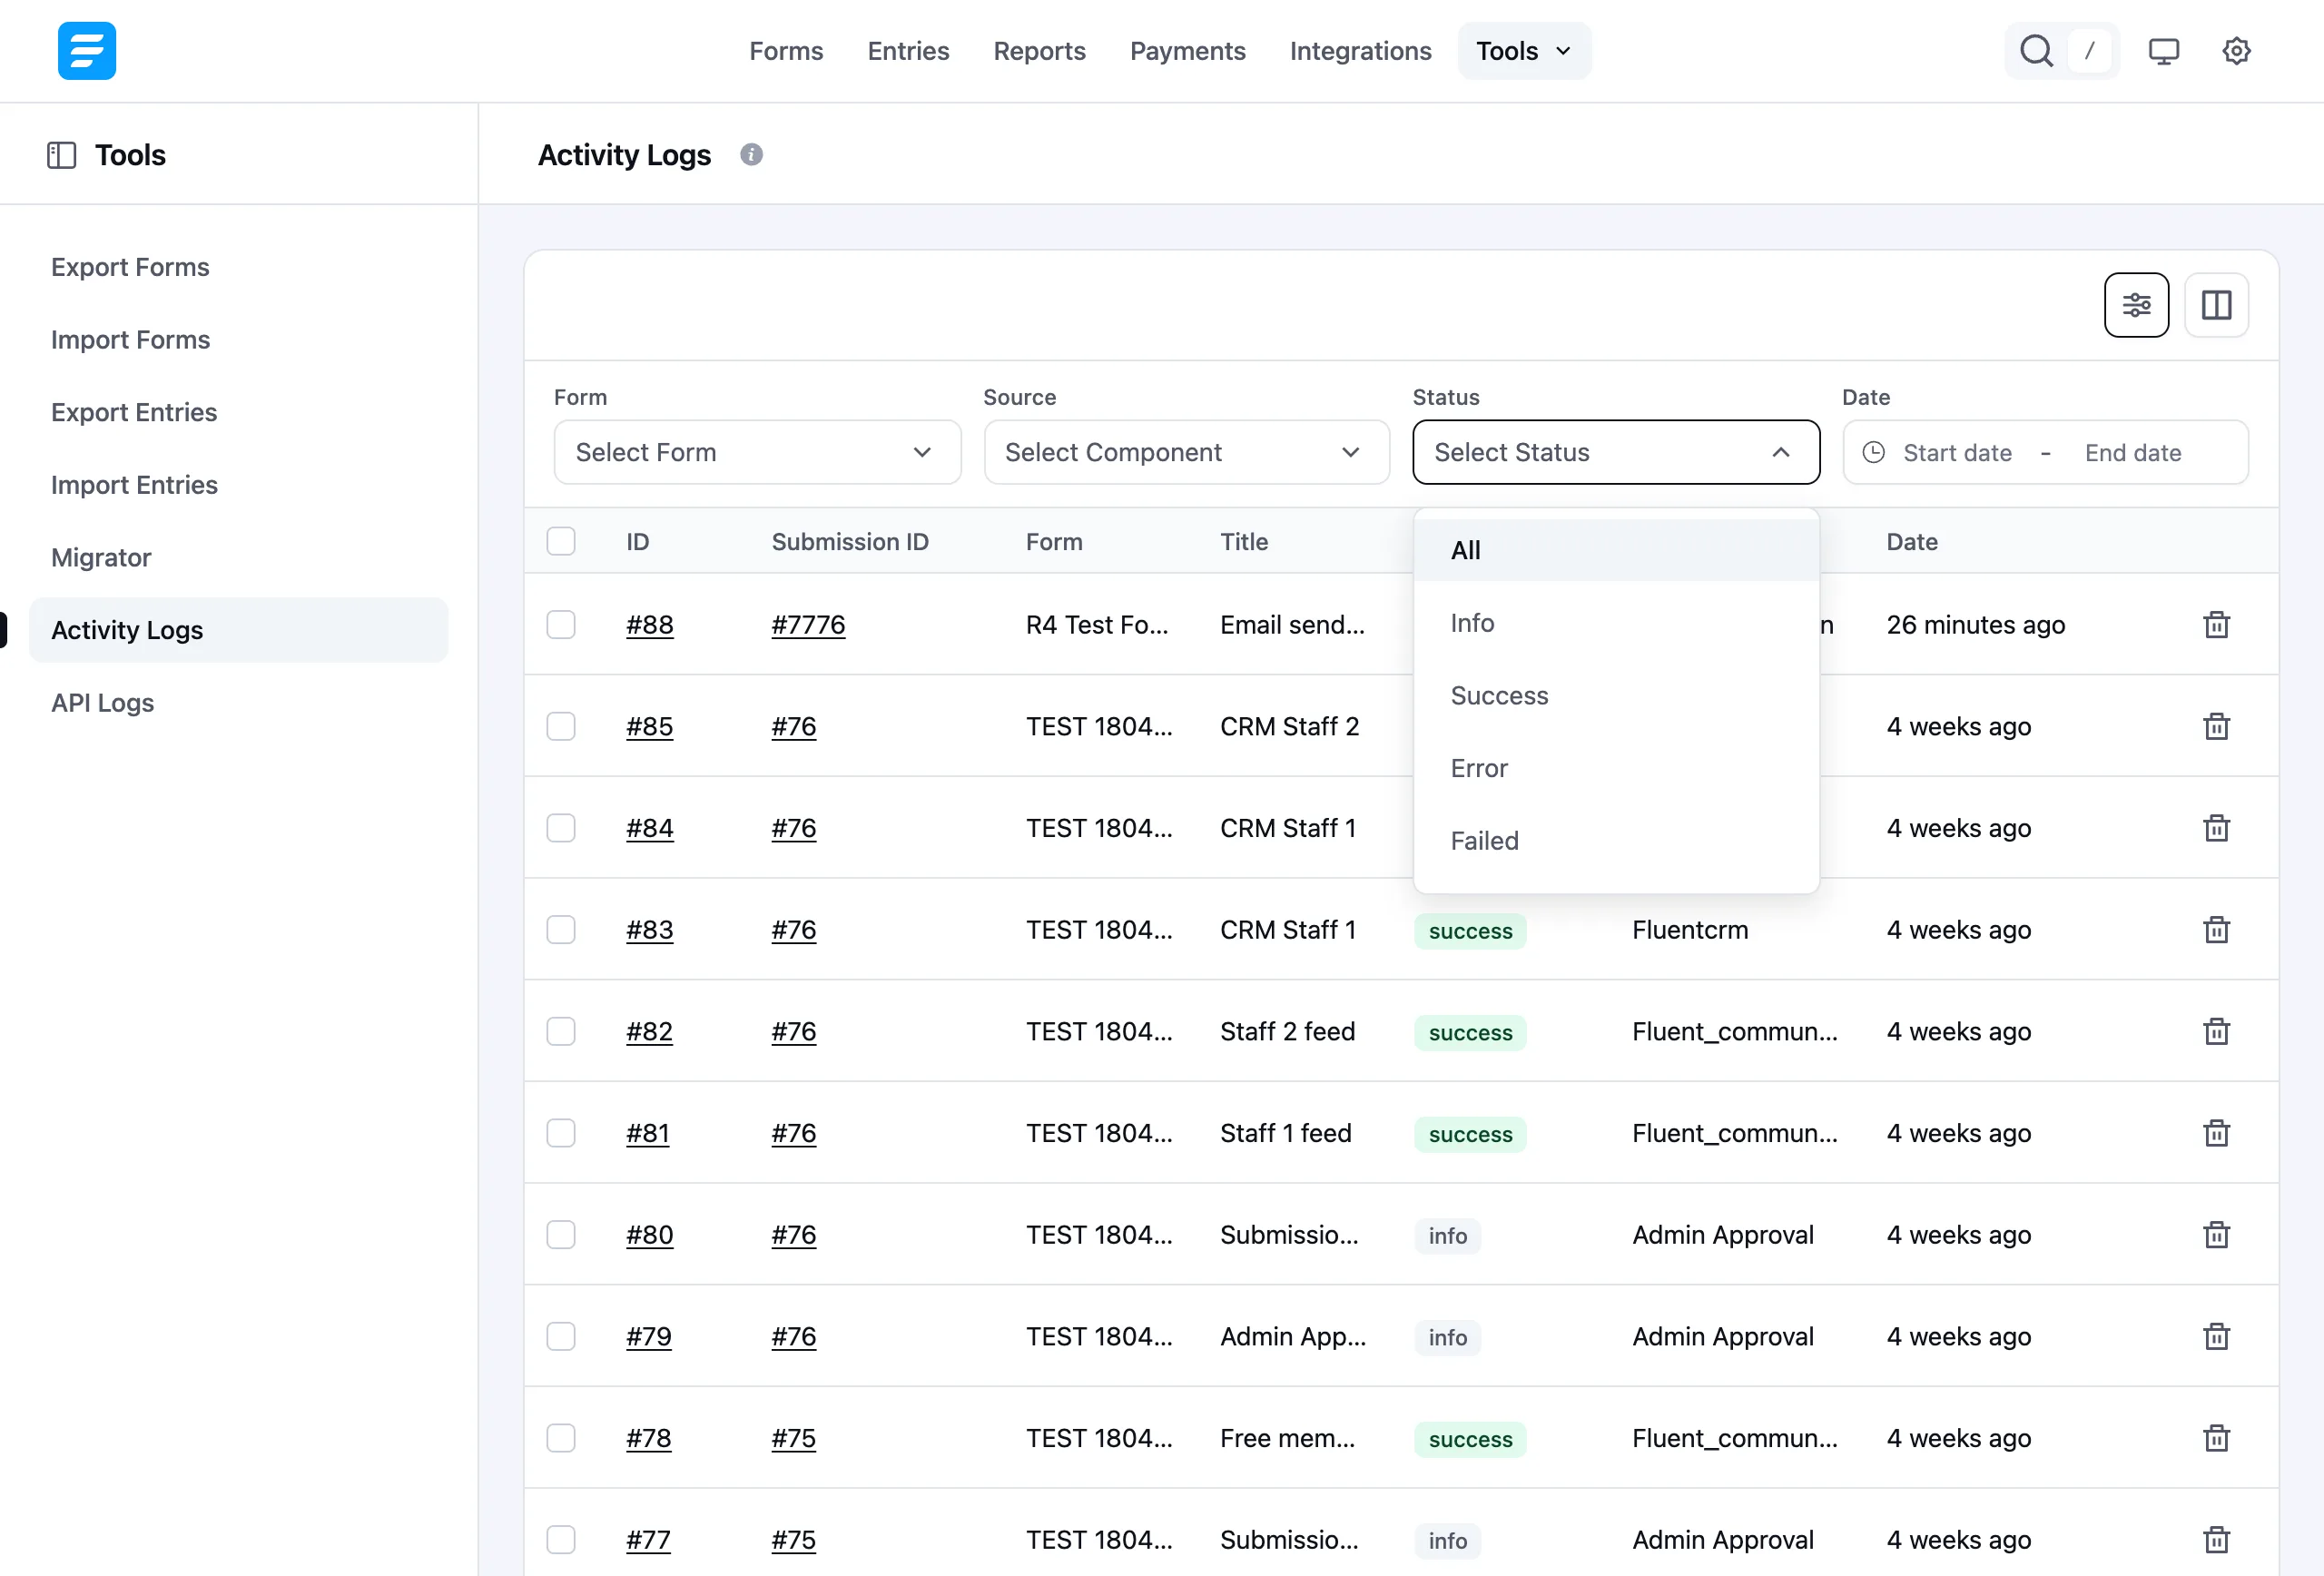 Forms Entries Reports Payments Integrations Tools /
Tools
Activity Logs
Export Forms
Import Forms
Export Entries
Import Entries
Migrator
Activity Logs
API Logs
Form Source Status Date
Select Form Select Component Select Status Start date - End date
ID Submission ID Form Title Date
All
Info
Success
Error
Failed
#88 #7776 R4 Test Fo... Email send... n 26 minutes ago
#85 #76 TEST 1804... CRM Staff 2 4 weeks ago
#84 #76 TEST 1804... CRM Staff 1 4 weeks ago
#83 #76 TEST 1804... CRM Staff 1 success Fluentcrm 4 weeks ago
#82 #76 TEST 1804... Staff 2 feed success Fluent_commun... 4 weeks ago
#81 #76 TEST 1804... Staff 1 feed success Fluent_commun... 4 weeks ago
#80 #76 TEST 1804... Submissio... info Admin Approval 4 weeks ago
#79 #76 TEST 1804... Admin App... info Admin Approval 4 weeks ago
#78 #75 TEST 1804... Free mem... success Fluent_commun... 4 weeks ago
#77 #75 TEST 1804... Submissio... info Admin Approval 4 weeks ago